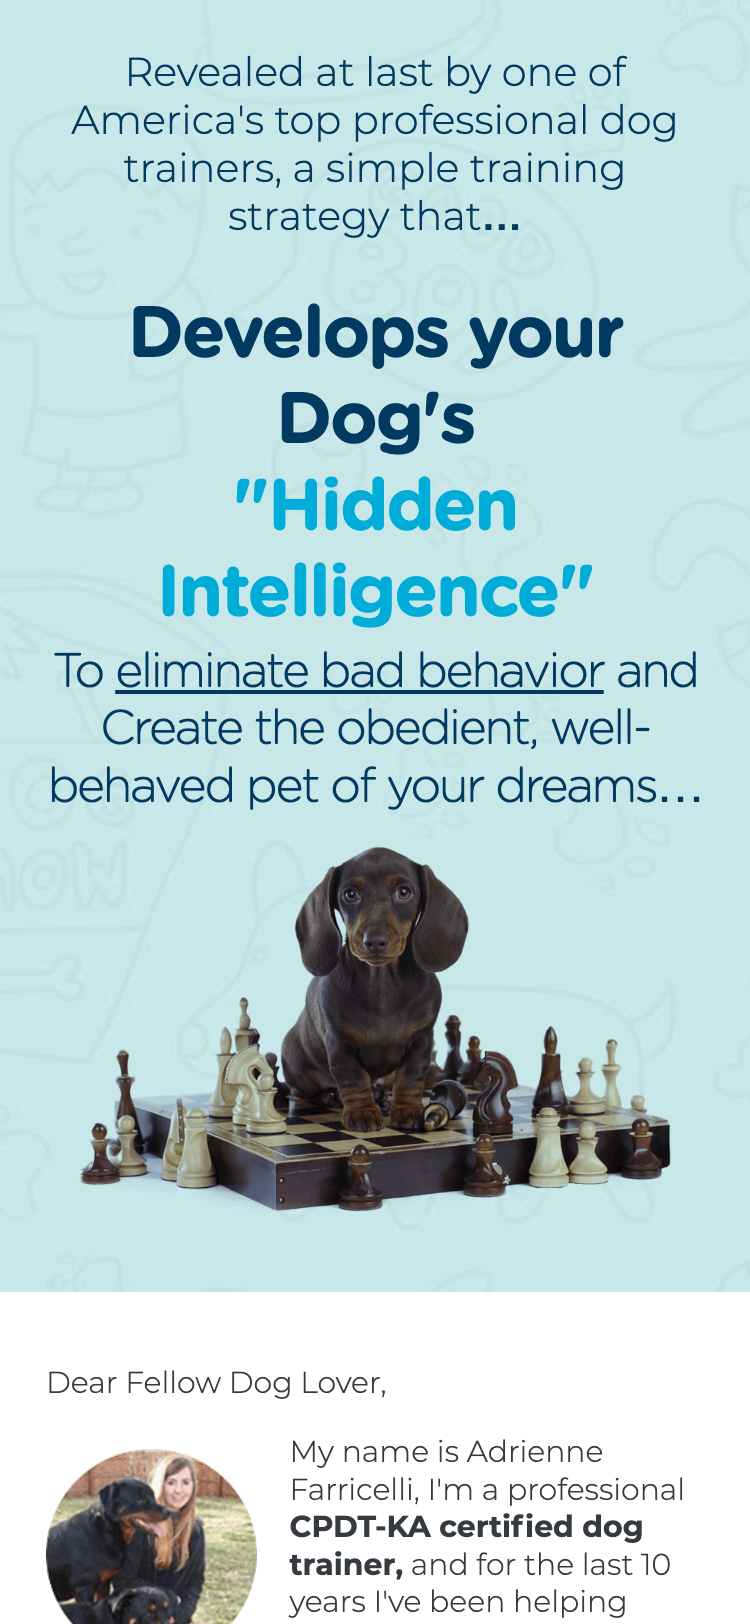 Revealed at last by one of
America's top professional dog
trainers, a simple training
strategy that...
Develops your
Dog's
"Hidden
Intelligence"
To eliminate bad behavior and
Create the obedient, well-
behaved pet of your dreams...
Dear Fellow Dog Lover,
My name is Adrienne
Farricelli, I'm a professional
CPDT-KA certified dog
trainer, and for the last 10
years I've been helping